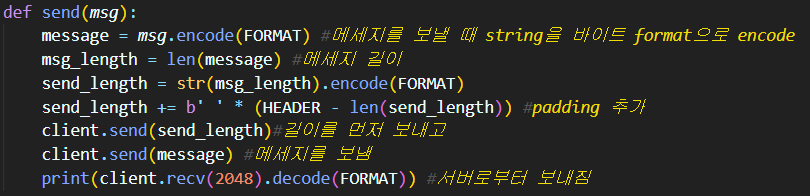 def send(msg):
    message = msg.encode(FORMAT) #메세지를 보낼 때 string을 바이트 format으로 encode
    msg_length = len(message) #메세지 길이
    send_length = str(msg_length).encode(FORMAT)
    send_length += b' ' * (HEADER - len(send_length)) #padding 추가
    client.send(send_length)#길이를 먼저 보내고
    client.send(message) #메세지를 보냄
    print(client.recv(2048).decode(FORMAT)) #서버로부터 보내짐